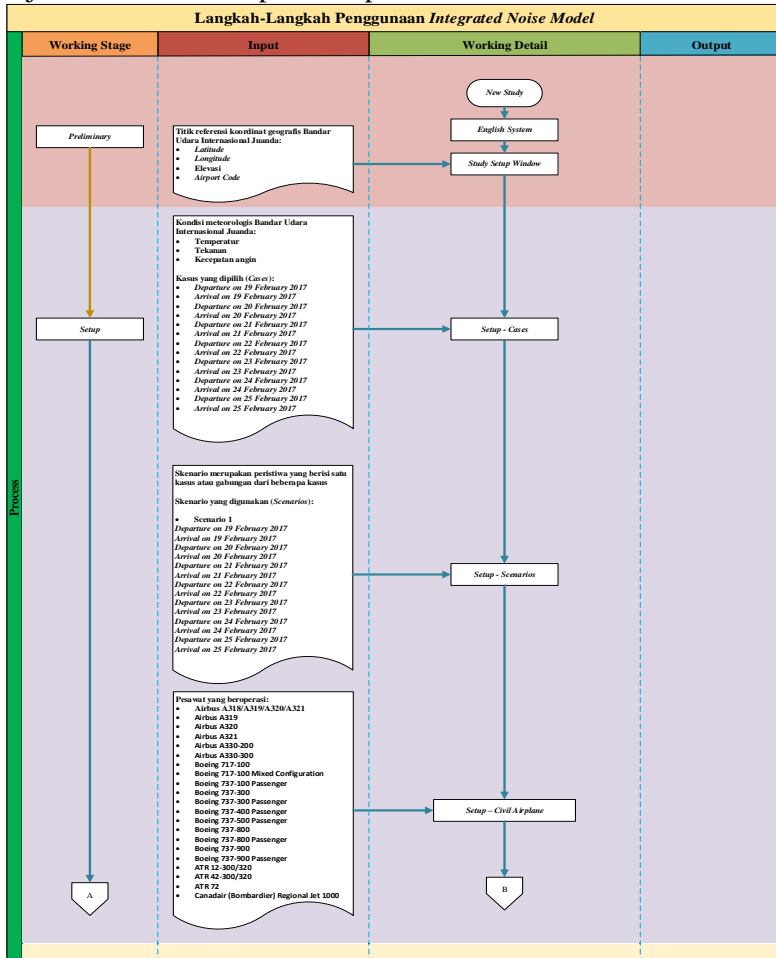 Langkah-Langkah Penggunaan Integrated Noise Model
Working Stage
Input
Working Detail
Output
Process
Preliminary
Titik referensi koordinat geografis Bandar
Udara Internasional Juanda:
• Latitude
• Longitude
• Elevasi
• Airport Code
New Study
English System
Study Setup Window
Setup
Kondisi meteorologis Bandar Udara
Internasional Juanda:
• Temperatur
• Tekanan
• Kecepatan angin
Kasus yang dipilih (Cases):
• Departure on 19 February 2017
• Arrival on 19 February 2017
• Departure on 20 February 2017
• Arrival on 20 February 2017
• Departure on 21 February 2017
• Arrival on 21 February 2017
• Departure on 22 February 2017
• Arrival on 22 February 2017
• Departure on 23 February 2017
• Arrival on 23 February 2017
• Departure on 24 February 2017
• Arrival on 24 February 2017
• Departure on 25 February 2017
• Arrival on 25 February 2017
Setup - Cases
Skenario merupakan peristiwa yang berisi satu
kasus atau gabungan dari beberapa kasus
Skenario yang digunakan (Scenarios):
• Scenario 1
Departure on 19 February 2017
Arrival on 19 February 2017
Departure on 20 February 2017
Arrival on 20 February 2017
Departure on 21 February 2017
Arrival on 21 February 2017
Departure on 22 February 2017
Arrival on 22 February 2017
Departure on 23 February 2017
Arrival on 23 February 2017
Departure on 24 February 2017
Arrival on 24 February 2017
Departure on 25 February 2017
Arrival on 25 February 2017
Setup - Scenarios
Pesawat yang beroperasi:
• Airbus A318/A319/A320/A321
• Airbus A319
• Airbus A320
• Airbus A321
• Airbus A330-200
• Airbus A330-300
• Boeing 717-100
• Boeing 717-100 Mixed Configuration
• Boeing 737-100 Passenger
• Boeing 737-300
• Boeing 737-300 Passenger
• Boeing 737-400 Passenger
• Boeing 737-500 Passenger
• Boeing 737-800
• Boeing 737-800 Passenger
• Boeing 737-900
• Boeing 737-900 Passenger
• ATR 12-300/320
• ATR 42-300/320
• ATR 72
• Canadair (Bombardier) Regional Jet 1000
Setup – Civil Airplane
A
B